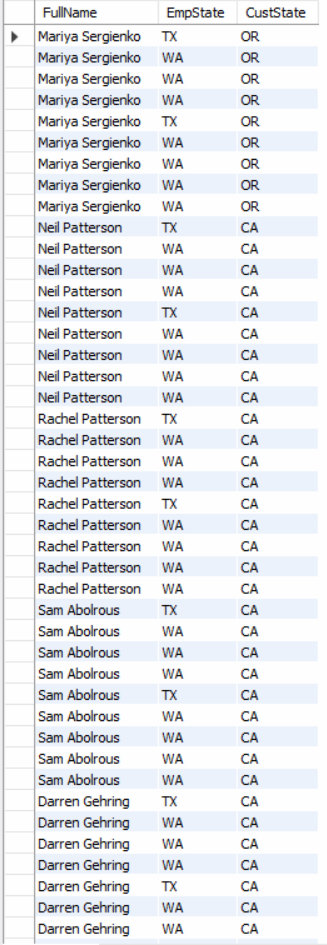 FullName EmpState CustState
Mariya Sergienko TX OR
Mariya Sergienko WA OR
Mariya Sergienko WA OR
Mariya Sergienko WA OR
Mariya Sergienko TX OR
Mariya Sergienko WA OR
Mariya Sergienko WA OR
Mariya Sergienko WA OR
Mariya Sergienko WA OR
Neil Patterson TX CA
Neil Patterson WA CA
Neil Patterson WA CA
Neil Patterson WA CA
Neil Patterson TX CA
Neil Patterson WA CA
Neil Patterson WA CA
Neil Patterson WA CA
Neil Patterson WA CA
Rachel Patterson TX CA
Rachel Patterson WA CA
Rachel Patterson WA CA
Rachel Patterson WA CA
Rachel Patterson TX CA
Rachel Patterson WA CA
Rachel Patterson WA CA
Rachel Patterson WA CA
Rachel Patterson WA CA
Sam Abolrous TX CA
Sam Abolrous WA CA
Sam Abolrous WA CA
Sam Abolrous WA CA
Sam Abolrous TX CA
Sam Abolrous WA CA
Sam Abolrous WA CA
Sam Abolrous WA CA
Sam Abolrous WA CA
Darren Gehring TX CA
Darren Gehring WA CA
Darren Gehring WA CA
Darren Gehring WA CA
Darren Gehring TX CA
Darren Gehring WA CA
Darren Gehring WA CA